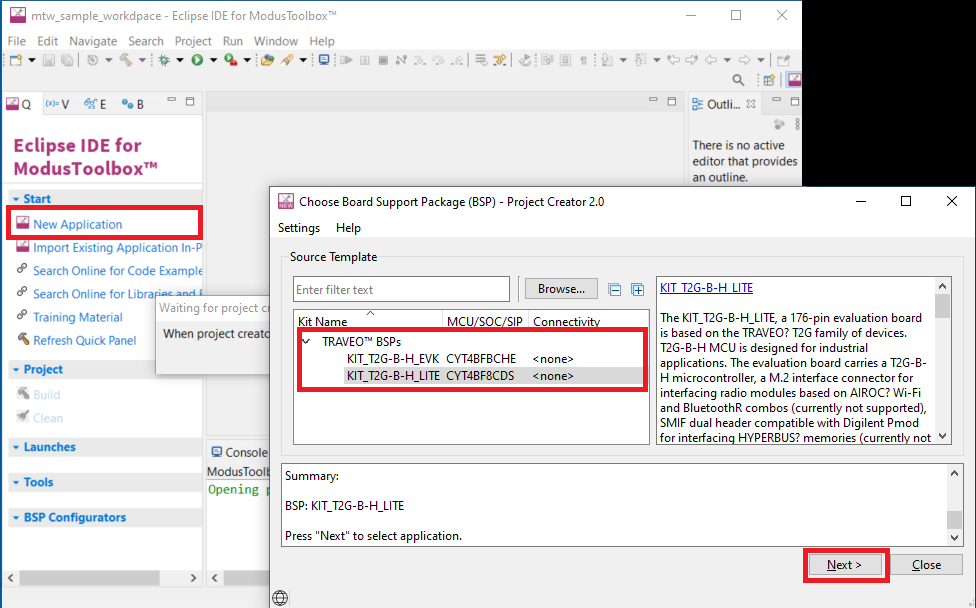 mtw_sample_workdpace - Eclipse IDE for ModusToolbox™
File Edit Navigate Search Project Run Window Help
Q (x)= V E B
Outli...
Eclipse IDE for
ModusToolbox™
There is no active
editor that provides
an outline.
Start
New Application
Import Existing Application In-P
Search Online for Code Example
Search Online for Libraries and
Training Material
Refresh Quick Panel
Project
Build
Clean
Launches
Tools
BSP Configurators
Waiting for project cr
When project creato
Console
ModusToolb
Opening p
NEW
Choose Board Support Package (BSP) - Project Creator 2.0
Settings Help
Source Template
Enter filter text
Browse...
Kit Name MCU/SOC/SIP Connectivity
TRAVEO™ BSPs
KIT_T2G-B-H_EVK CYT4BFBCHE <none>
KIT_T2G-B-H_LITE CYT4BF8CDS <none>
KIT_T2G-B-H_LITE
The KIT_T2G-B-H_LITE, a 176-pin evaluation board
is based on the TRAVEO? T2G family of devices.
T2G-B-H MCU is designed for industrial
applications. The evaluation board carries a T2G-B-
H microcontroller, a M.2 interface connector for
interfacing radio modules based on AIROC? Wi-Fi
and BluetoothR combos (currently not supported),
SMIF dual header compatible with Digilent Pmod
for interfacing HYPERBUS? memories (currently not
Summary:
BSP: KIT_T2G-B-H_LITE
Press "Next" to select application.
Next >
Close